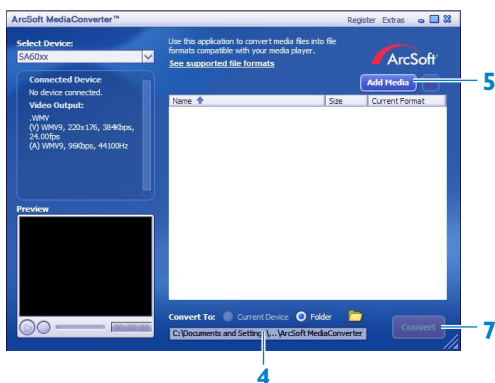 ArcSoft MediaConverter™
Register Extras
Select Device:
SA60xx
Connected Device
No device connected.
Video Output:
.WMV
(V) WMV9, 220x176, 384Kbps,
24.00fps
(A) WMV9, 96Kbps, 44100Hz
Preview
00:00:00
Use this application to convert media files into file
formats compatible with your media player.
See supported file formats
ArcSoft®
Add Media
5
Name Size Current Format
Convert To: Current Device Folder
C:\Documents and Setting \...\ArcSoft MediaConverter
Convert
7
4